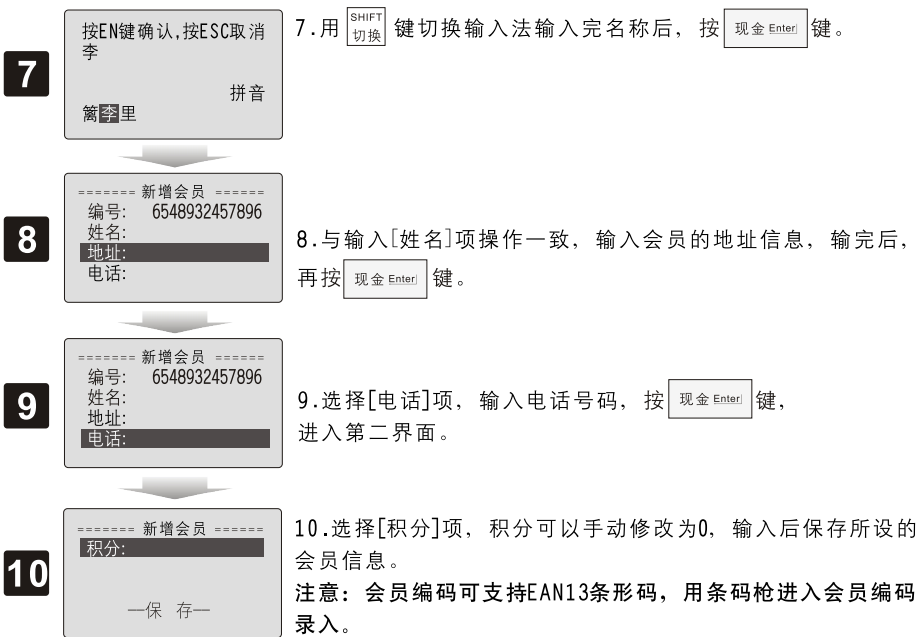 7
按EN键确认,按ESC取消
李
拼音
篱李里
7.用 SHIFT 切换 键切换输入法输入完名称后，按 现金 Enter 键。
8
======= 新增会员 ======
编号: 6548932457896
姓名:
地址:
电话:
8.与输入[姓名]项操作一致，输入会员的地址信息，输完后，
再按 现金 Enter 键。
9
======= 新增会员 ======
编号: 6548932457896
姓名:
地址:
电话:
9.选择[电话]项，输入电话号码，按 现金 Enter 键，
进入第二界面。
10
======= 新增会员 ======
积分:
—保 存—
10.选择[积分]项，积分可以手动修改为0，输入后保存所设的
会员信息。
注意：会员编码可支持EAN13条形码，用条码枪进入会员编码
录入。